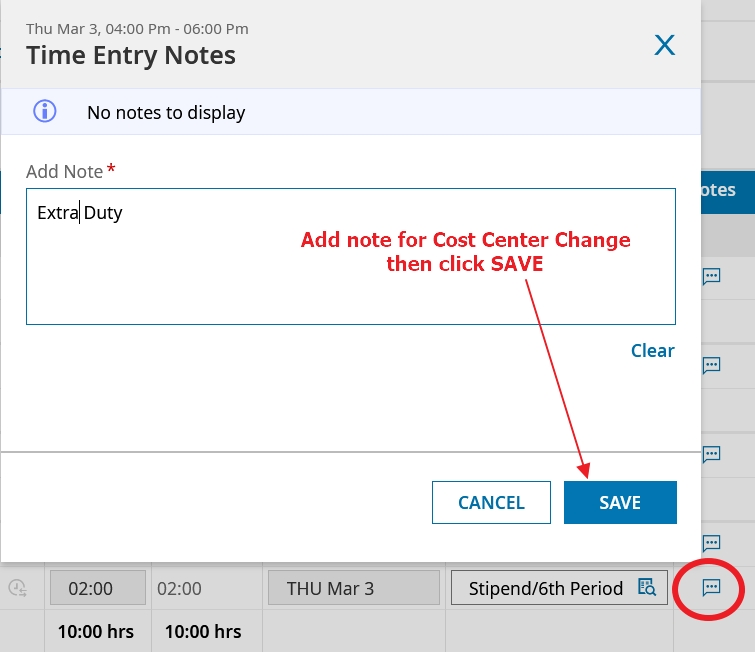 Thu Mar 3, 04:00 Pm - 06:00 Pm
Time Entry Notes
No notes to display
Add Note *
Extra Duty
Add note for Cost Center Change
then click SAVE
Clear
CANCEL
SAVE
02:00
02:00
THU Mar 3
Stipend/6th Period
10:00 hrs
10:00 hrs